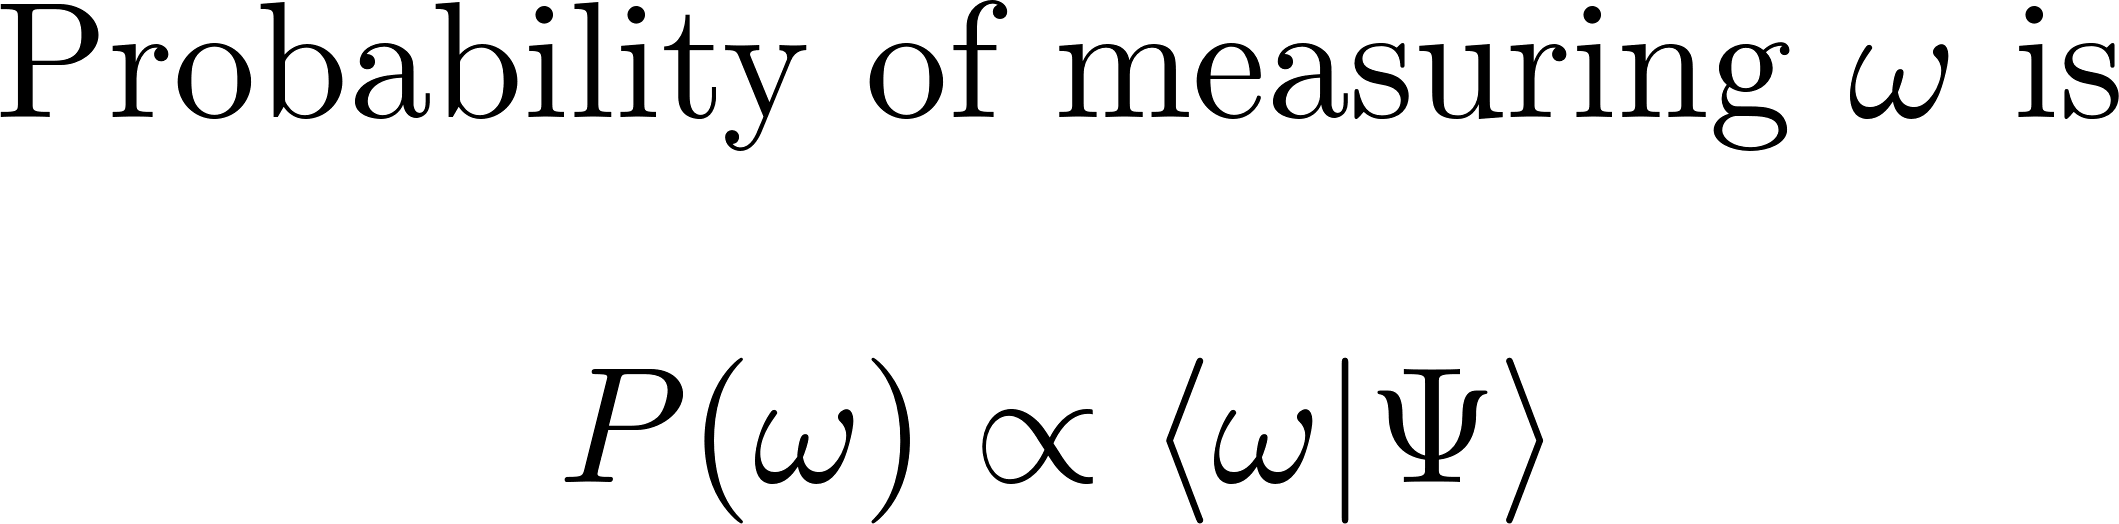 Probability of measuring ω is
P(ω) ∝ ⟨ω|Ψ⟩